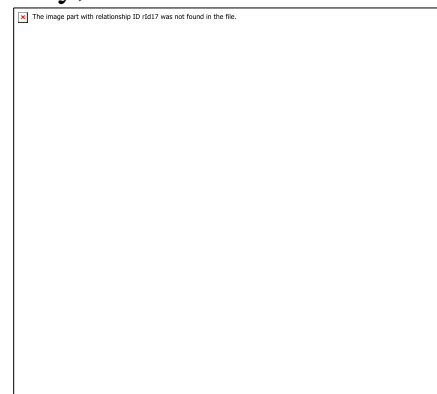 The image part with relationship ID rId17 was not found in the file.